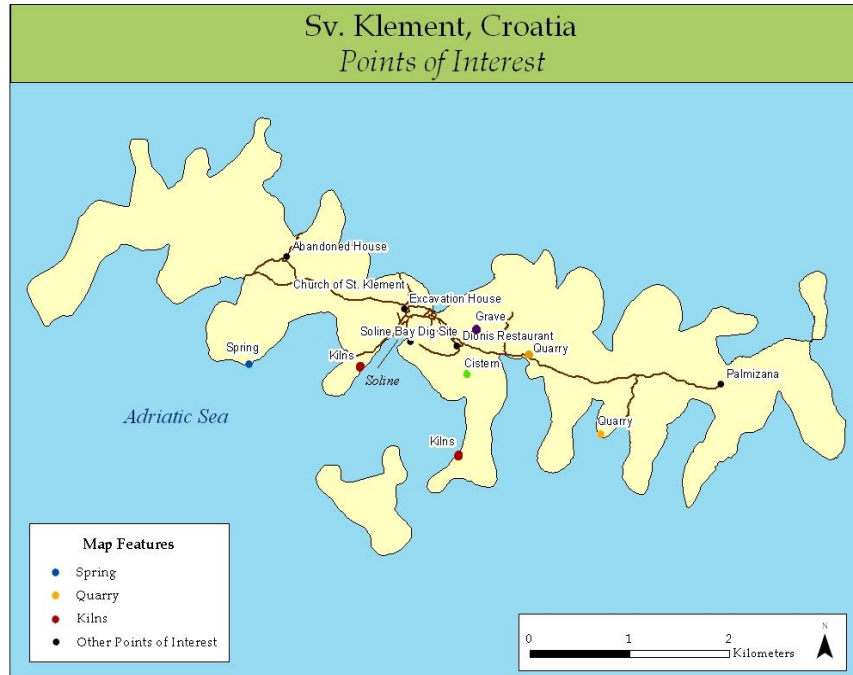 Sv. Klement, Croatia
Points of Interest
Abandoned House
Church of St. Klement
Excavation House
Grave
Soline Bay Dig Site
Dionis Restaurant
Quarry
Spring
Kilns
Soline
Cistern
Palmizana
Adriatic Sea
Quarry
Kilns
Map Features
Spring
Quarry
Kilns
Other Points of Interest
N
0 1 2
Kilometers